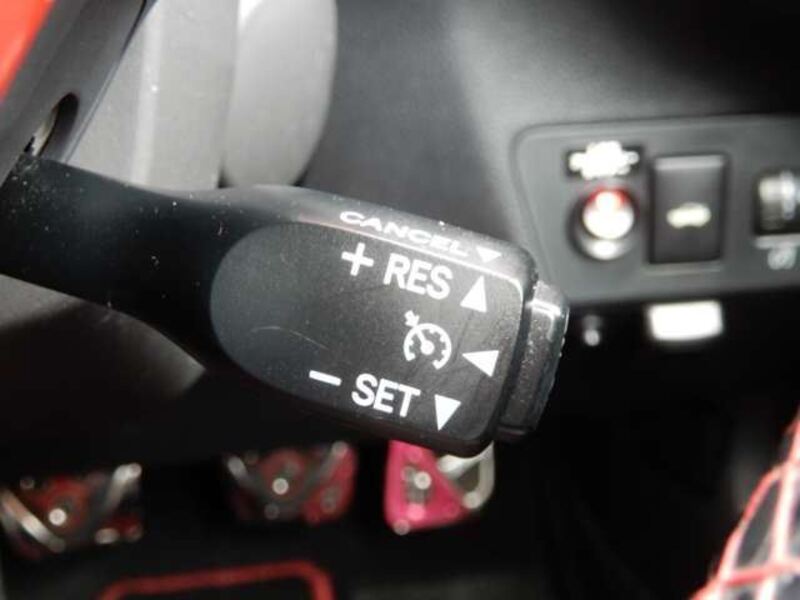 CANCEL ▼
+ RES ▲
◀
− SET ▼